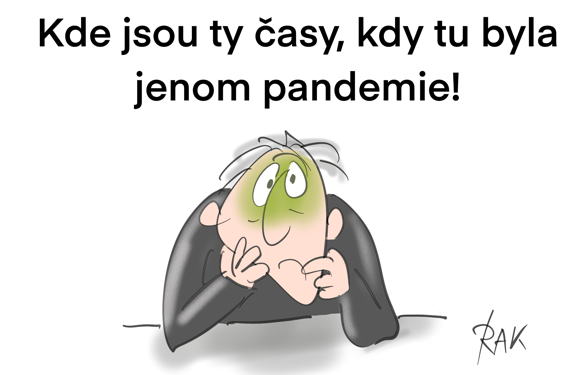 Kde jsou ty časy, kdy tu byla
jenom pandemie!
RAK